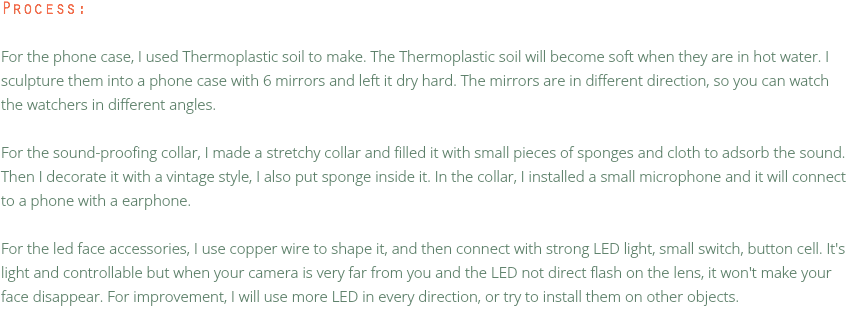 Process:
For the phone case, I used Thermoplastic soil to make. The Thermoplastic soil will become soft when they are in hot water. I
sculpture them into a phone case with 6 mirrors and left it dry hard. The mirrors are in different direction, so you can watch
the watchers in different angles.
For the sound-proofing collar, I made a stretchy collar and filled it with small pieces of sponges and cloth to adsorb the sound.
Then I decorate it with a vintage style, I also put sponge inside it. In the collar, I installed a small microphone and it will connect
to a phone with a earphone.
For the led face accessories, I use copper wire to shape it, and then connect with strong LED light, small switch, button cell. It's
light and controllable but when your camera is very far from you and the LED not direct flash on the lens, it won't make your
face disappear. For improvement, I will use more LED in every direction, or try to install them on other objects.